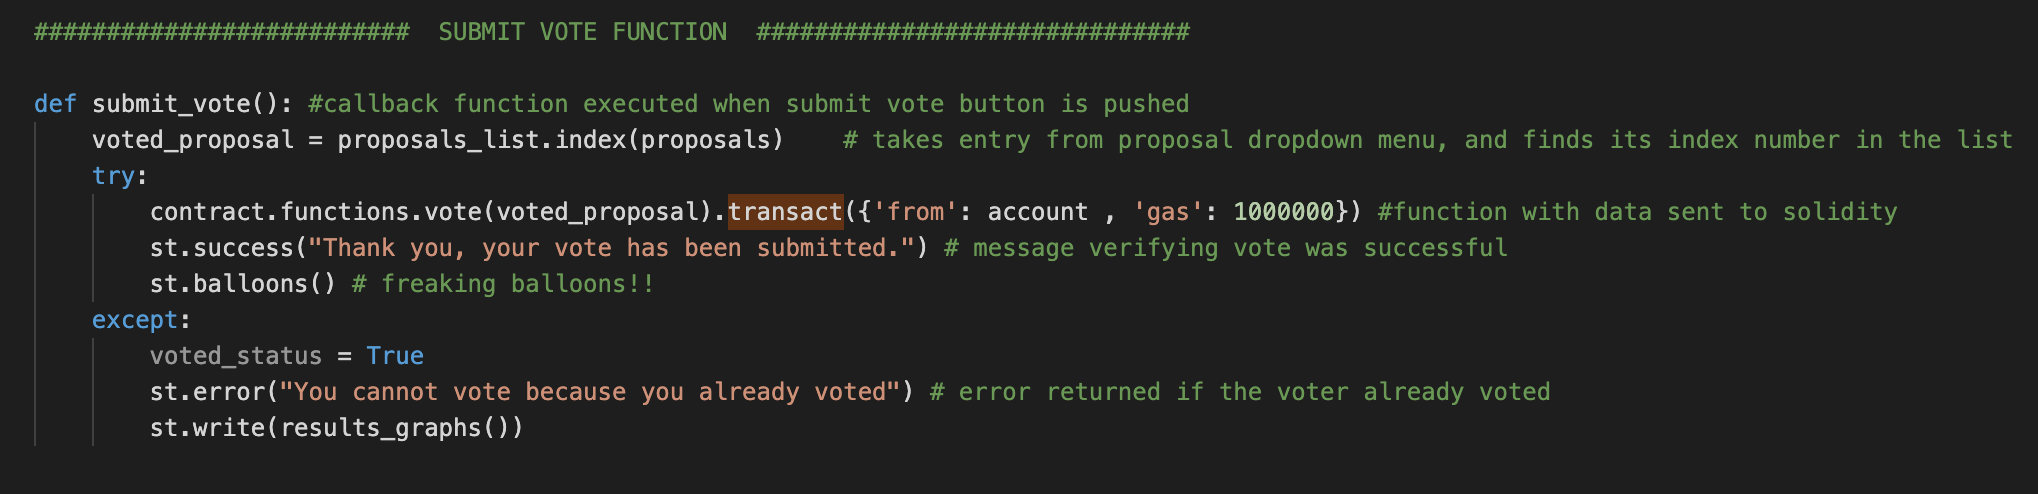 ##########################  SUBMIT VOTE FUNCTION  ##############################
def submit_vote(): #callback function executed when submit vote button is pushed
    voted_proposal = proposals_list.index(proposals)    # takes entry from proposal dropdown menu, and finds its index number in the list
    try:
        contract.functions.vote(voted_proposal).transact({'from': account , 'gas': 1000000}) #function with data sent to solidity
        st.success("Thank you, your vote has been submitted.") # message verifying vote was successful
        st.balloons() # freaking balloons!!
    except:
        voted_status = True
        st.error("You cannot vote because you already voted") # error returned if the voter already voted
        st.write(results_graphs())